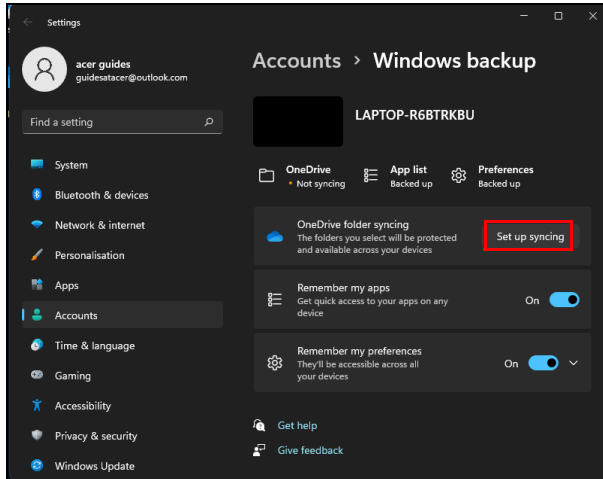 Settings
acer guides
guidesatacer@outlook.com
Find a setting
System
Bluetooth & devices
Network & internet
Personalisation
Apps
Accounts
Time & language
Gaming
Accessibility
Privacy & security
Windows Update
Accounts > Windows backup
LAPTOP-R6BTRKBU
OneDrive
• Not syncing
App list
Backed up
Preferences
Backed up
OneDrive folder syncing
The folders you select will be protected
and available across your devices
Set up syncing
Remember my apps
Get quick access to your apps on any
device
On
Remember my preferences
They'll be accessible across all
your devices
On
Get help
Give feedback